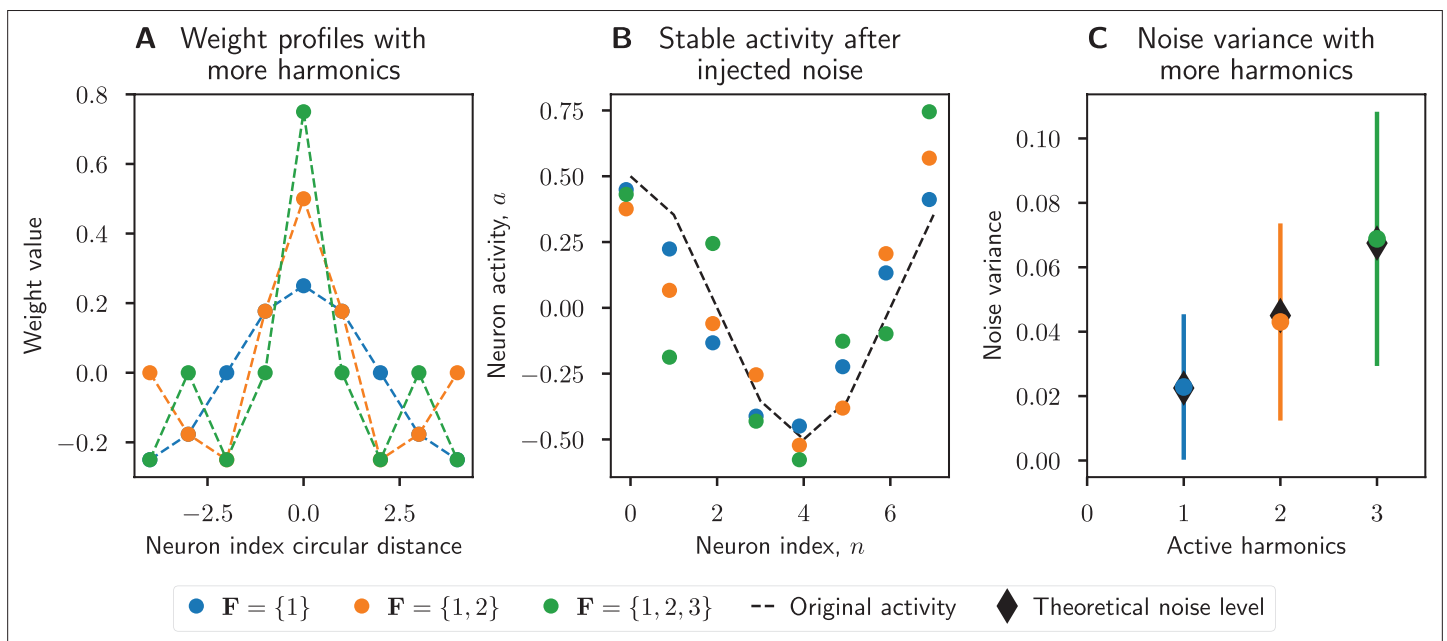 A Weight profiles with
more harmonics
Weight value
0.8
0.6
0.4
0.2
0.0
−0.2
−2.5 0.0 2.5
Neuron index circular distance
B Stable activity after
injected noise
Neuron activity, a
0.75
0.50
0.25
0.00
−0.25
−0.50
0 2 4 6
Neuron index, n
C Noise variance with
more harmonics
Noise variance
0.10
0.08
0.06
0.04
0.02
0.00
0 1 2 3
Active harmonics
F = {1} F = {1, 2} F = {1, 2, 3} Original activity Theoretical noise level